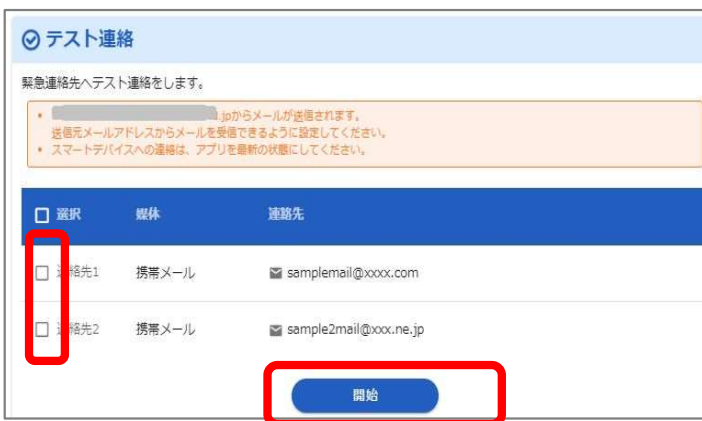 テスト連絡
緊急連絡先へテスト連絡をします。
• .jpからメールが送信されます。
送信元メールアドレスからメールを受信できるように設定してください。
• スマートデバイスへの連絡は、アプリを最新の状態にしてください。
選択 媒体 連絡先
連絡先1 携帯メール samplemail@xxxx.com
連絡先2 携帯メール sample2mail@xxx.ne.jp
開始